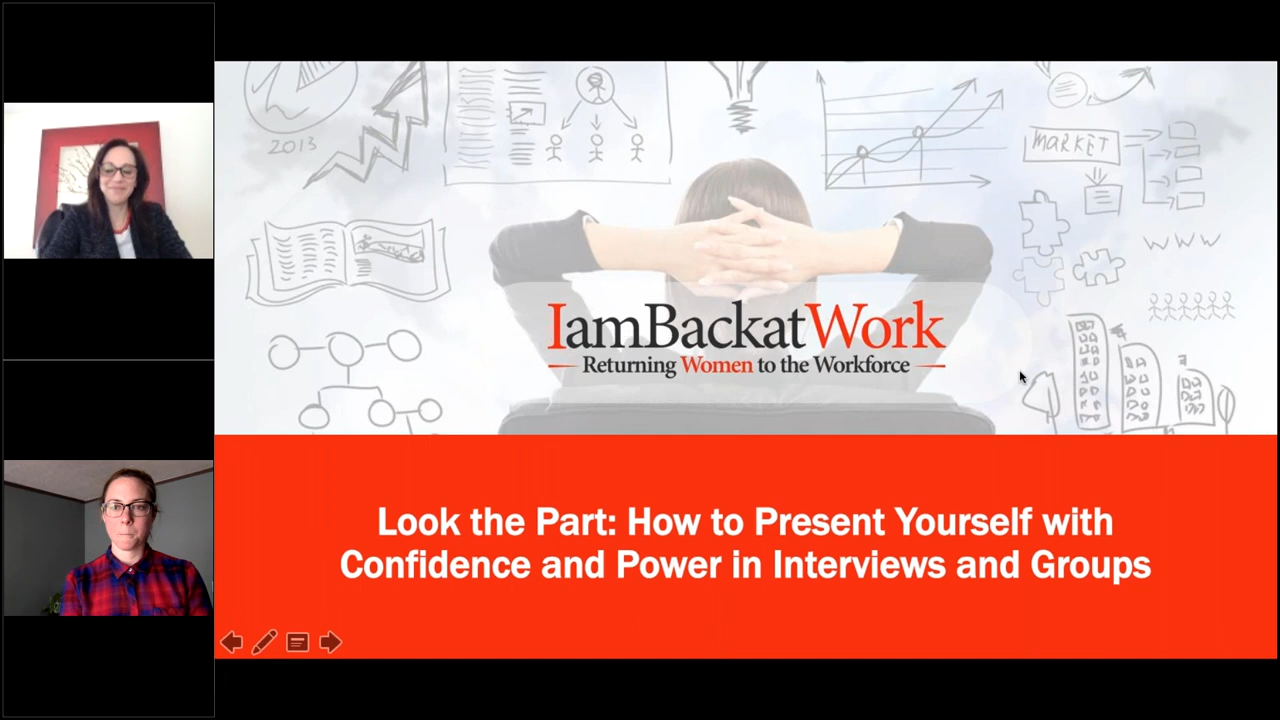 2013
MARKET
WWW
IamBackatWork
Returning Women to the Workforce
Look the Part: How to Present Yourself with
Confidence and Power in Interviews and Groups